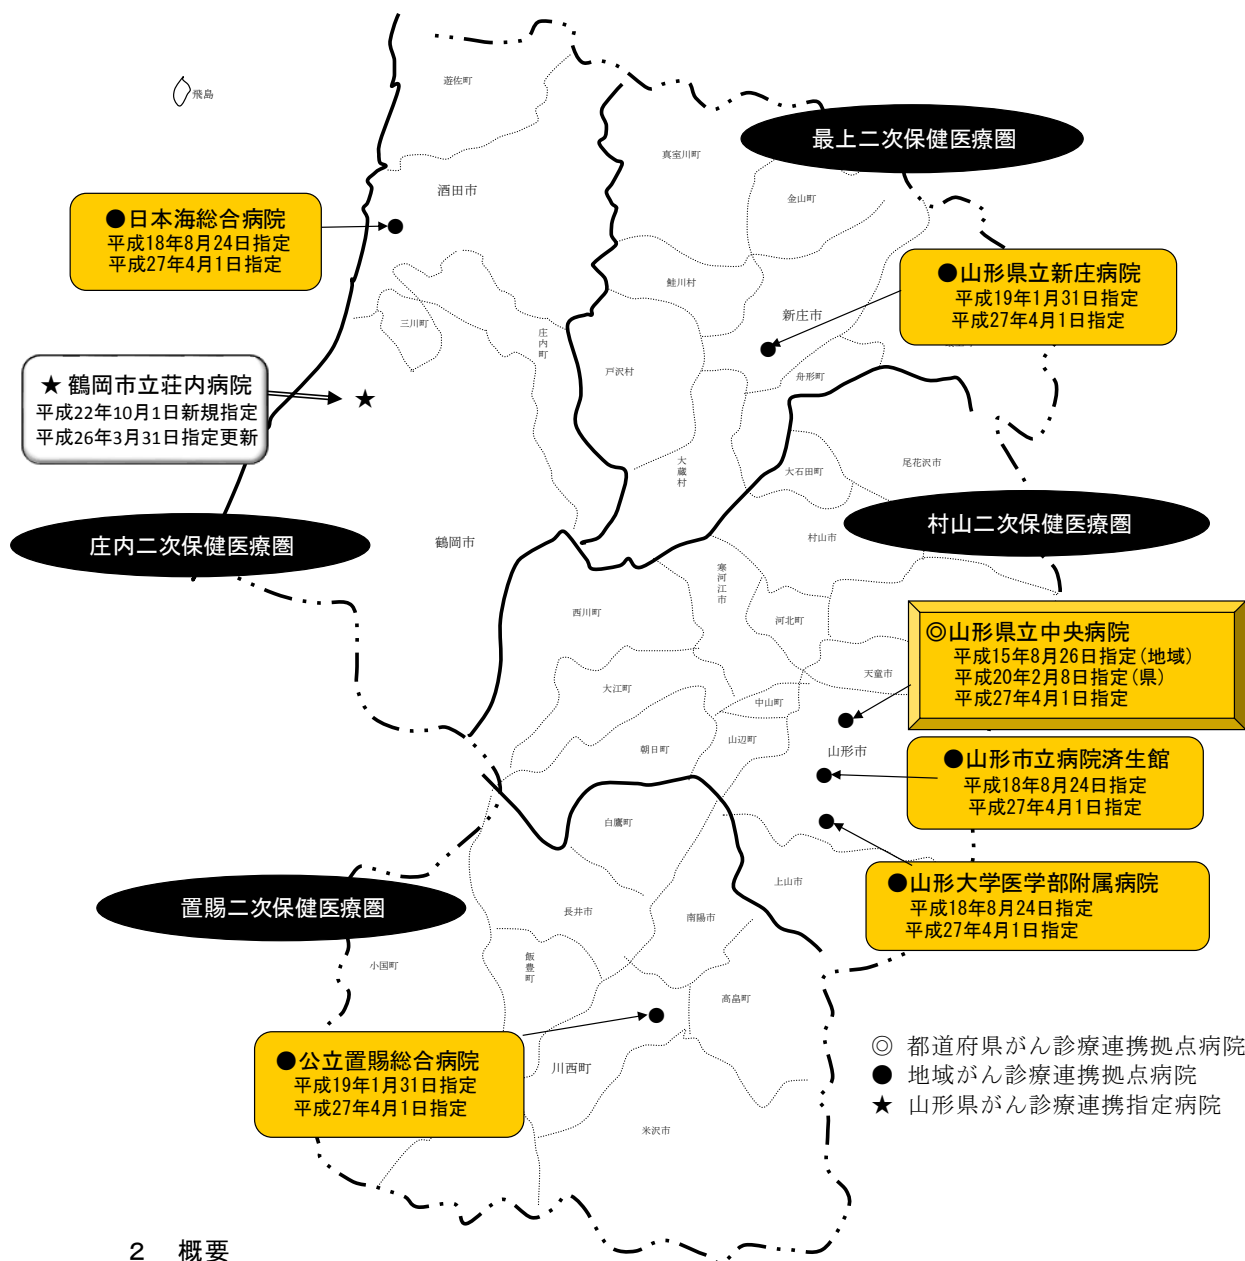 飛島
遊佐町
最上二次保健医療圏
真室川町
酒田市
金山町
●日本海総合病院
平成18年8月24日指定
平成27年4月1日指定
●山形県立新庄病院
平成19年1月31日指定
平成27年4月1日指定
鮭川村
新庄市
三川町
庄内町
戸沢村
舟形町
★ 鶴岡市立荘内病院
平成22年10月1日新規指定
平成26年3月31日指定更新
大蔵村
大石田町
尾花沢市
村山二次保健医療圏
庄内二次保健医療圏
鶴岡市
村山市
寒河江市
西川町
河北町
◎山形県立中央病院
平成15年8月26日指定(地域)
平成20年2月8日指定(県)
平成27年4月1日指定
天童市
大江町
中山町
朝日町
山辺町
山形市
●山形市立病院済生館
平成18年8月24日指定
平成27年4月1日指定
白鷹町
上山市
●山形大学医学部附属病院
平成18年8月24日指定
平成27年4月1日指定
置賜二次保健医療圏
長井市
南陽市
小国町
飯豊町
高畠町
●公立置賜総合病院
平成19年1月31日指定
平成27年4月1日指定
川西町
米沢市
◎ 都道府県がん診療連携拠点病院
● 地域がん診療連携拠点病院
★ 山形県がん診療連携指定病院
2 概要